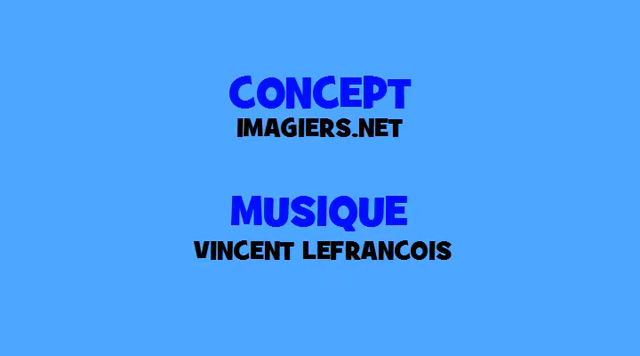 CONCEPT
IMAGIERS.NET
MUSIQUE
VINCENT LEFRANCOIS